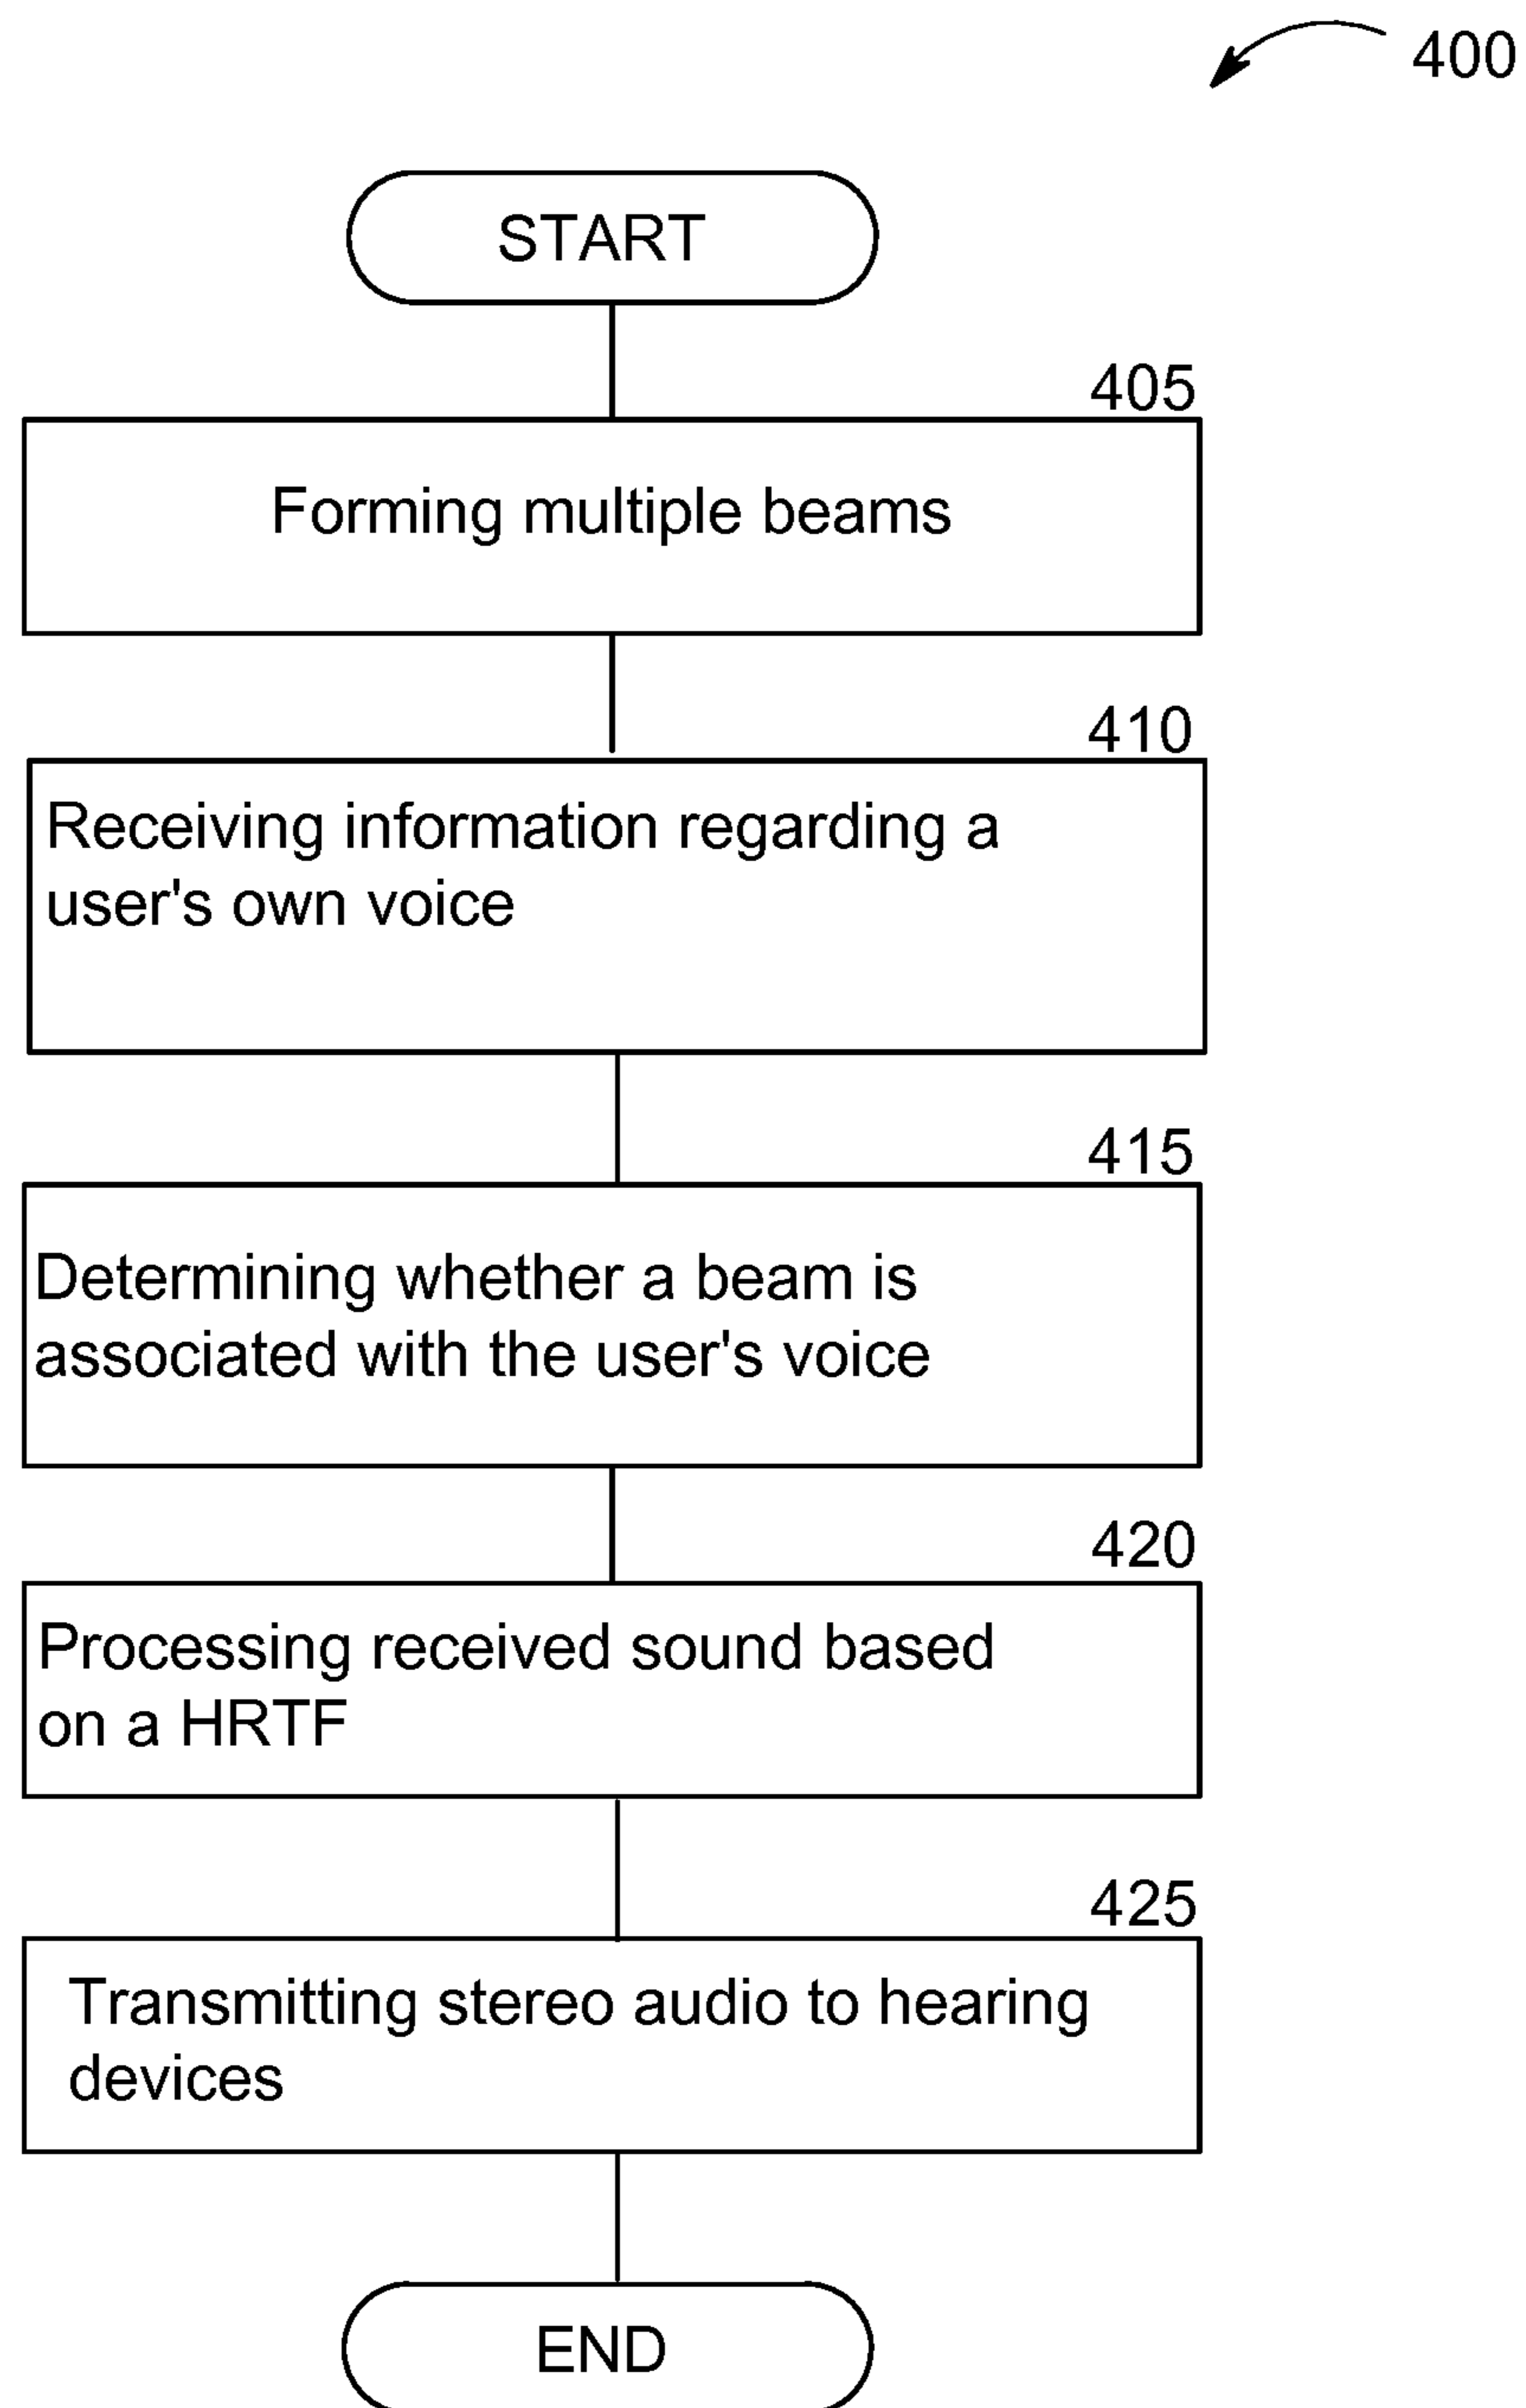 400
START
405
Forming multiple beams
410
Receiving information regarding a
user's own voice
415
Determining whether a beam is
associated with the user's voice
420
Processing received sound based
on a HRTF
425
Transmitting stereo audio to hearing
devices
END